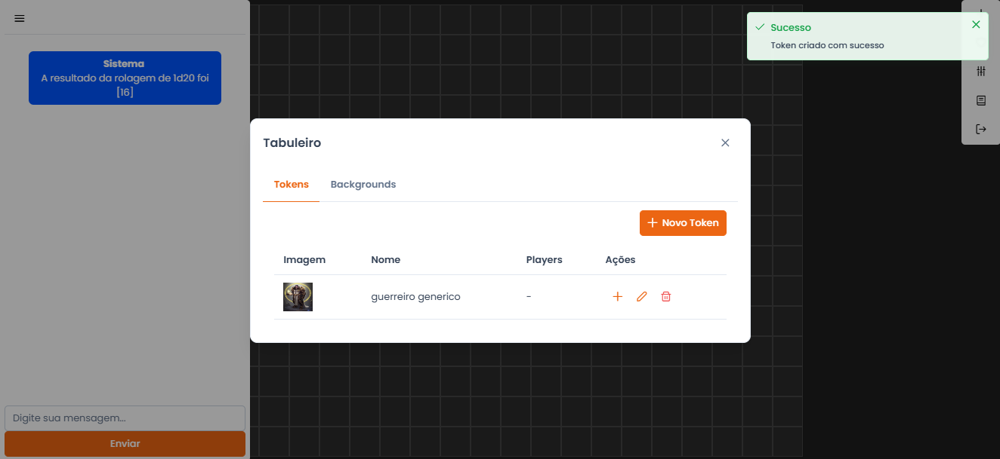 Sistema
A resultado da rolagem de 1d20 foi
[16]
Sucesso
Token criado com sucesso
Tabuleiro
Tokens
Backgrounds
Novo Token
Imagem
Nome
Players
Ações
guerreiro generico
-
Digite sua mensagem...
Enviar